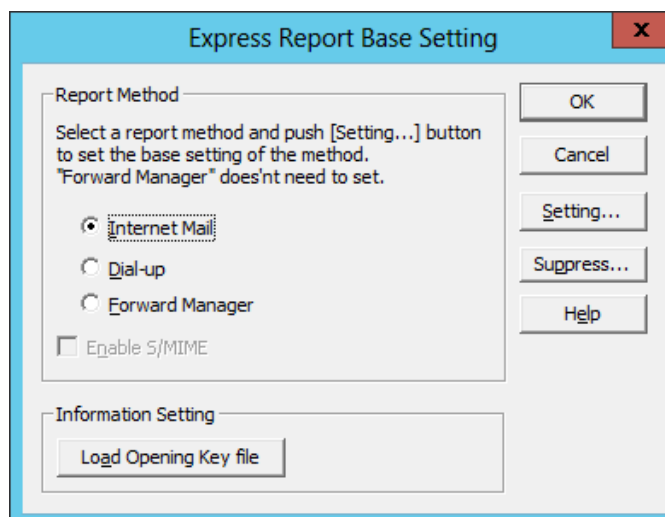 Express Report Base Setting
x
Report Method
Select a report method and push [Setting...] button
to set the base setting of the method.
"Forward Manager" does'nt need to set.
Internet Mail
Dial-up
Forward Manager
Enable S/MIME
Information Setting
Load Opening Key file
OK
Cancel
Setting...
Suppress...
Help